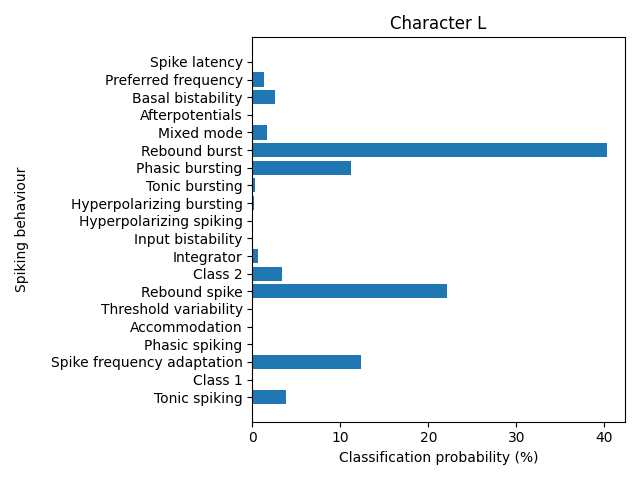 Character L
Spike latency
Preferred frequency
Basal bistability
Afterpotentials
Mixed mode
Rebound burst
Phasic bursting
Tonic bursting
Hyperpolarizing bursting
Hyperpolarizing spiking
Input bistability
Integrator
Class 2
Rebound spike
Threshold variability
Accommodation
Phasic spiking
Spike frequency adaptation
Class 1
Tonic spiking
Spiking behaviour
0 10 20 30 40
Classification probability (%)